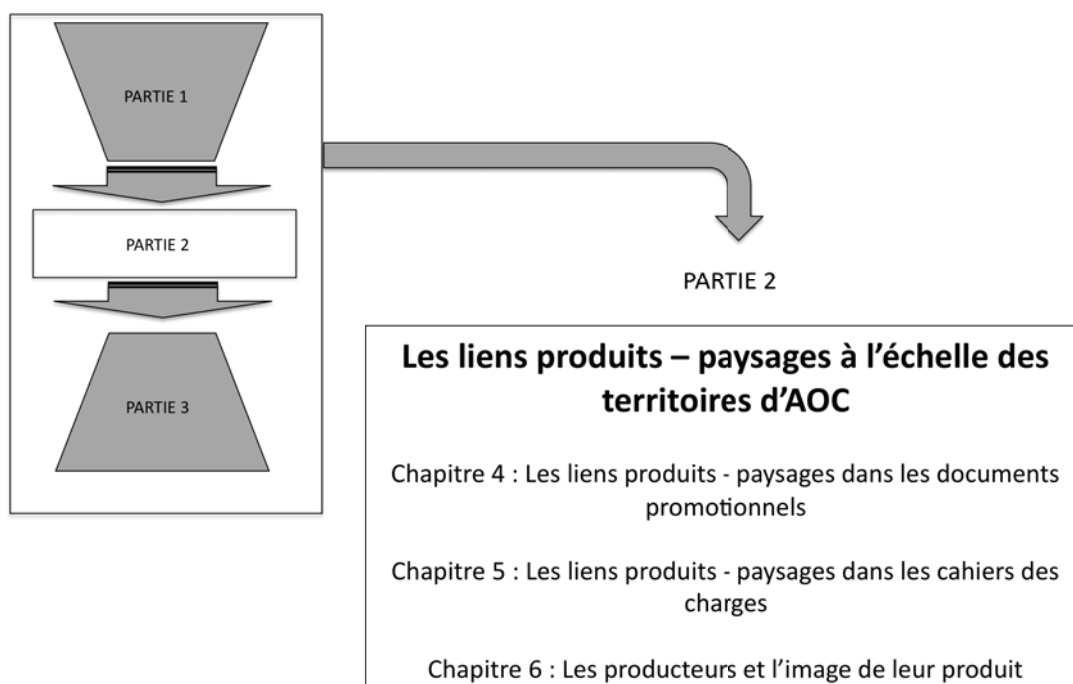 PARTIE 1
PARTIE 2
PARTIE 3
PARTIE 2
Les liens produits – paysages à l’échelle des
territoires d’AOC
Chapitre 4 : Les liens produits - paysages dans les documents
promotionnels
Chapitre 5 : Les liens produits - paysages dans les cahiers des
charges
Chapitre 6 : Les producteurs et l’image de leur produit